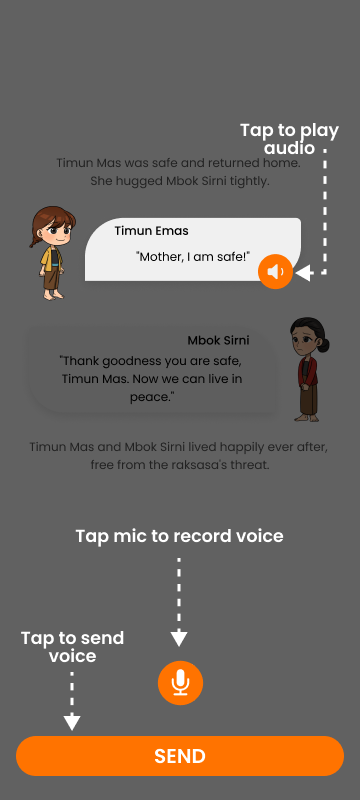 Tap to play
audio
Timun Mas was safe and returned home.
She hugged Mbok Sirni tightly.
Timun Emas
"Mother, I am safe!"
Mbok Sirni
"Thank goodness you are safe,
Timun Mas. Now we can live in
peace."
Timun Mas and Mbok Sirni lived happily ever after,
free from the raksasa's threat.
Tap mic to record voice
Tap to send
voice
SEND